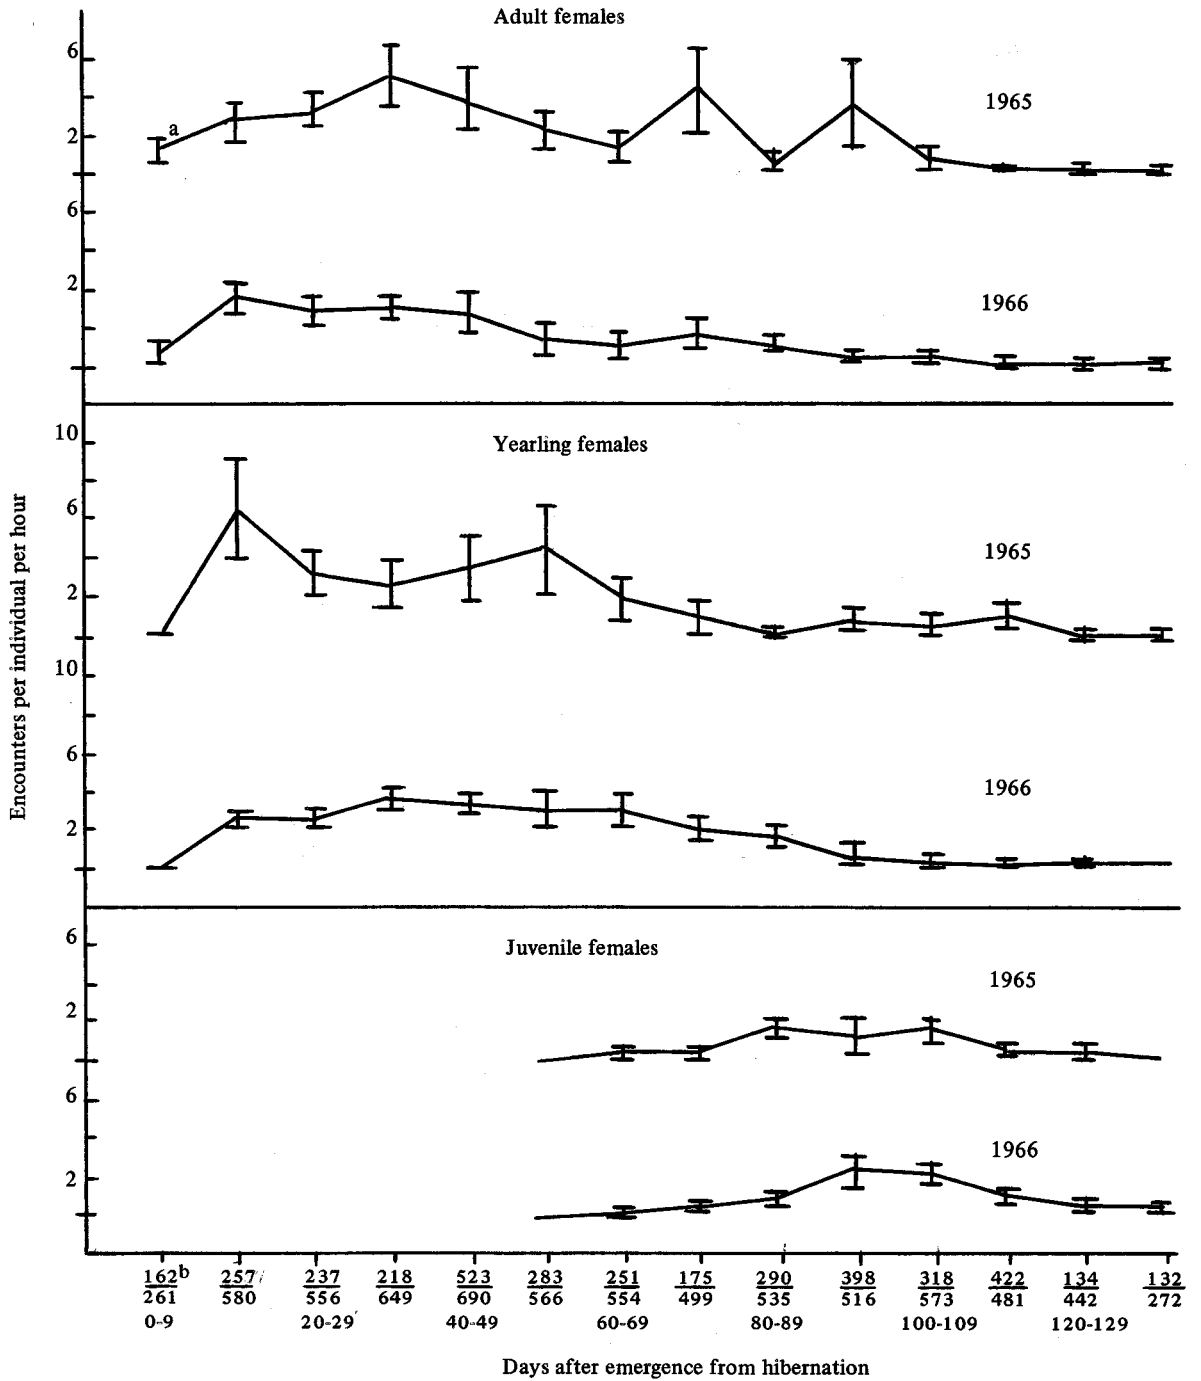 Adult females
6
a
2
1965
6
2
1966
10
Yearling females
6
1965
2
10
6
1966
2
6
Juvenile females
1965
2
6
1966
2
Encounters per individual per hour
162b 257 237 218 523 283 251 175 290 398 318 422 134 132
261 580 556 649 690 566 554 499 535 516 573 481 442 272
0-9 20-29 40-49 60-69 80-89 100-109 120-129
Days after emergence from hibernation